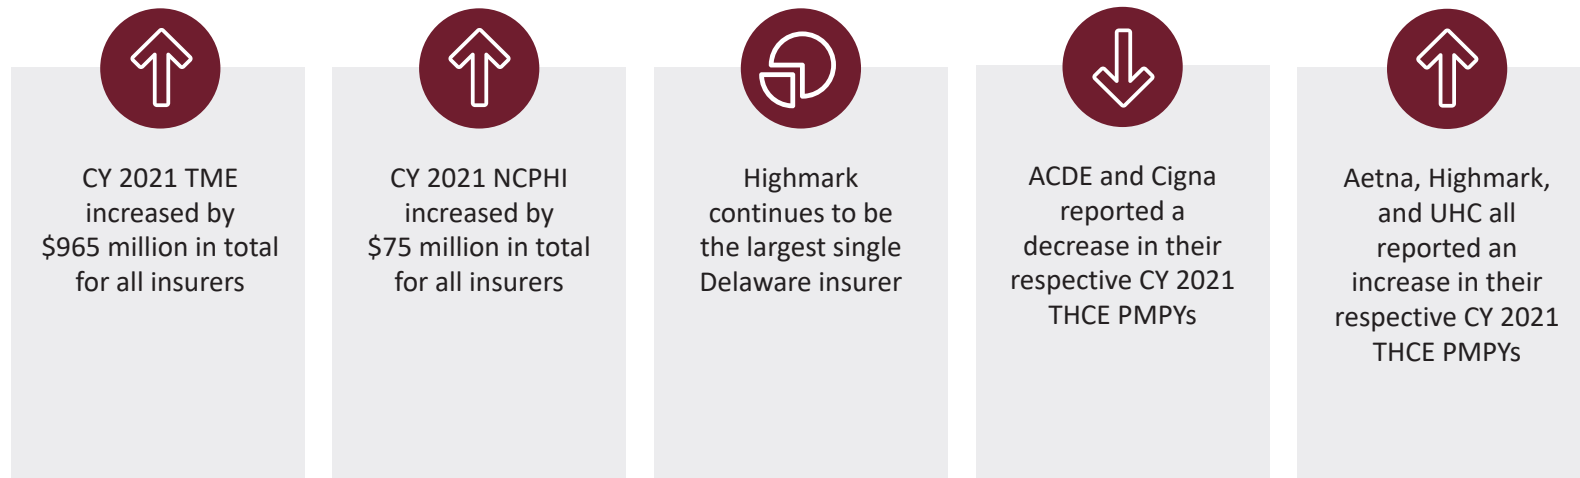 CY 2021 TME
increased by
$965 million in total
for all insurers
CY 2021 NCPHI
increased by
$75 million in total
for all insurers
Highmark
continues to be
the largest single
Delaware insurer
ACDE and Cigna
reported a
decrease in their
respective CY 2021
THCE PMPYs
Aetna, Highmark,
and UHC all
reported an
increase in their
respective CY 2021
THCE PMPYs